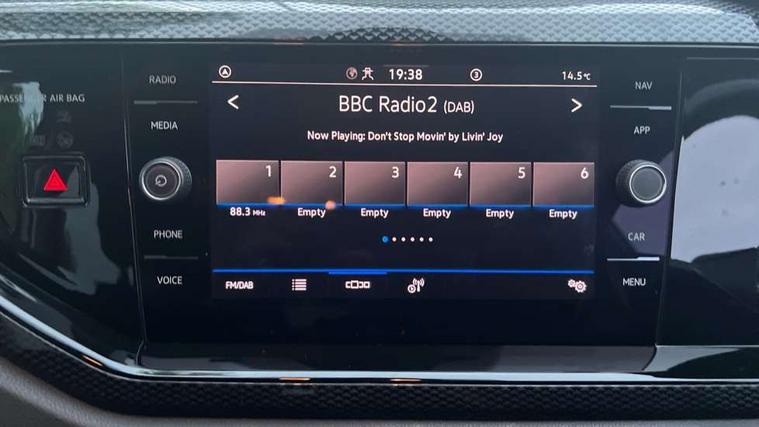 RADIO
MEDIA
PHONE
VOICE
PASSENGER AIR BAG
19:38
3
14.5°C
BBC Radio2 (DAB)
Now Playing: Don't Stop Movin' by Livin' Joy
1 2 3 4 5 6
88.3 MHz Empty Empty Empty Empty Empty
FM/DAB
NAV
APP
CAR
MENU